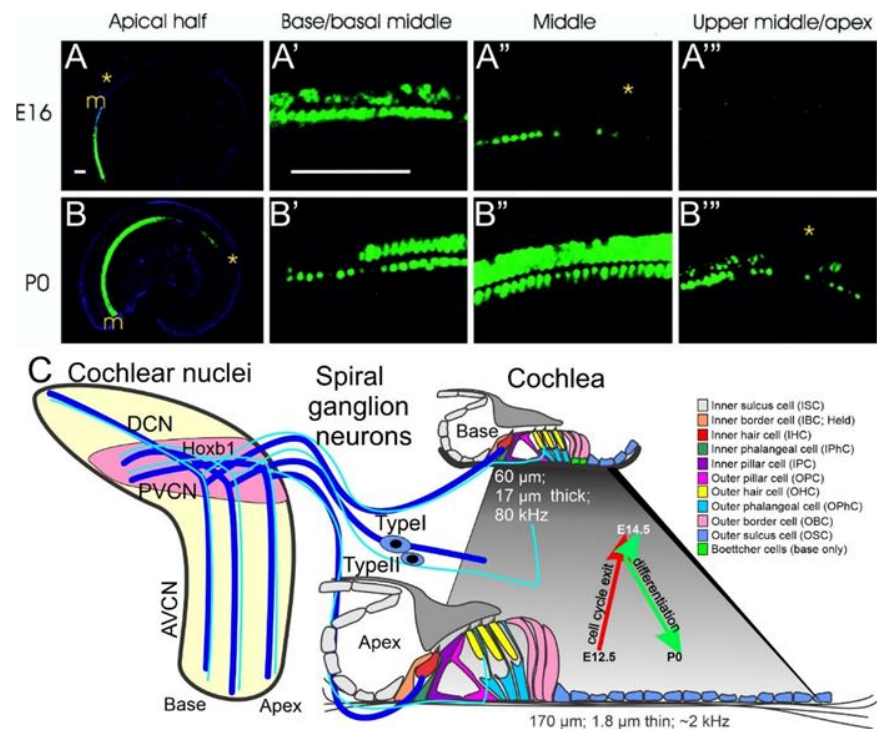 Apical half
Base/basal middle
Middle
Upper middle/apex
E16
A
*
m
A'
A''
*
A'''
P0
B
*
m
B'
B''
B'''
*
C
Cochlear nuclei
Spiral
ganglion
neurons
Cochlea
DCN
Hoxb1
PVCN
AVCN
Base
Apex
TypeI
TypeII
Base
60 µm;
17 µm thick;
80 kHz
Apex
E14.5
cell cycle exit
differentiation
E12.5
P0
170 µm; 1.8 µm thin; ~2 kHz
Inner sulcus cell (ISC)
Inner border cell (IBC; Held)
Inner hair cell (IHC)
Inner phalangeal cell (IPhC)
Inner pillar cell (IPC)
Outer pillar cell (OPC)
Outer hair cell (OHC)
Outer phalangeal cell (OPhC)
Outer border cell (OBC)
Outer sulcus cell (OSC)
Boettcher cells (base only)